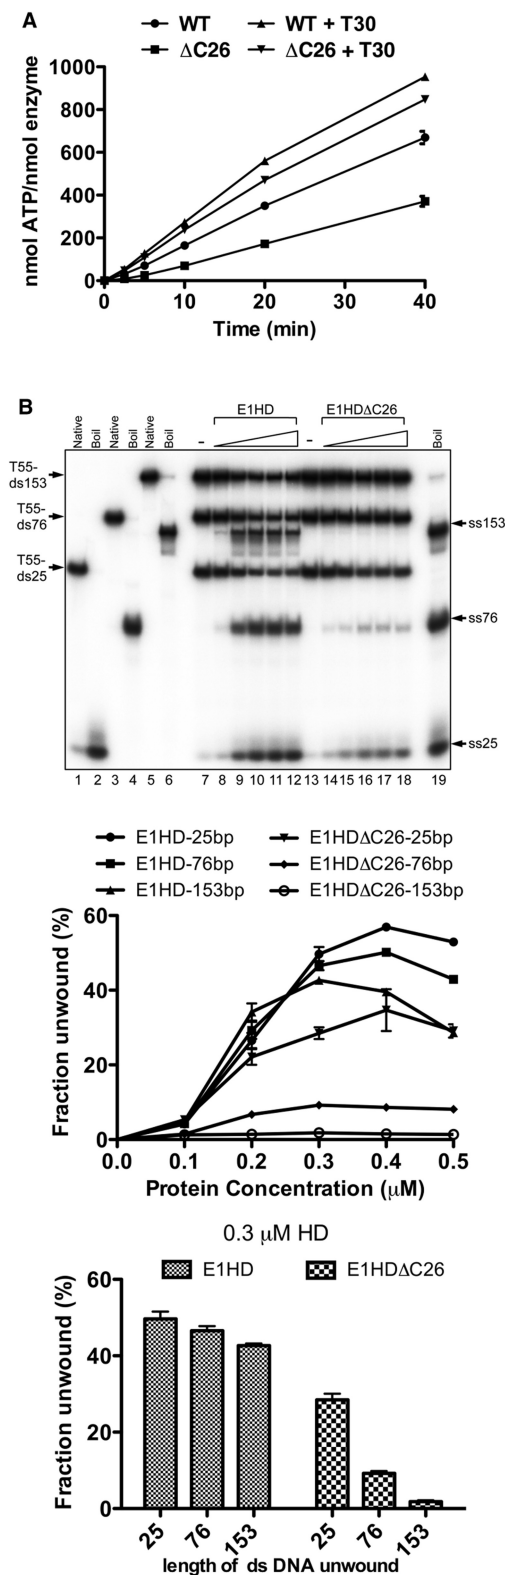 A
WT
WT + T30
ΔC26
ΔC26 + T30
nmol ATP/nmol enzyme
1000
800
600
400
200
0
0 10 20 30 40
Time (min)
B
Native
Boil
Native
Boil
Native
Boil
-
E1HD
-
E1HDΔC26
Boil
T55-
ds153
T55-
ds76
T55-
ds25
ss153
ss76
ss25
1 2 3 4 5 6 7 8 9 10 11 12 13 14 15 16 17 18 19
E1HD-25bp
E1HDΔC26-25bp
E1HD-76bp
E1HDΔC26-76bp
E1HD-153bp
E1HDΔC26-153bp
Fraction unwound (%)
60
40
20
0
0.0 0.1 0.2 0.3 0.4 0.5
Protein Concentration (μM)
0.3 μM HD
E1HD
E1HDΔC26
Fraction unwound (%)
60
40
20
0
25 76 153 25 76 153
length of ds DNA unwound